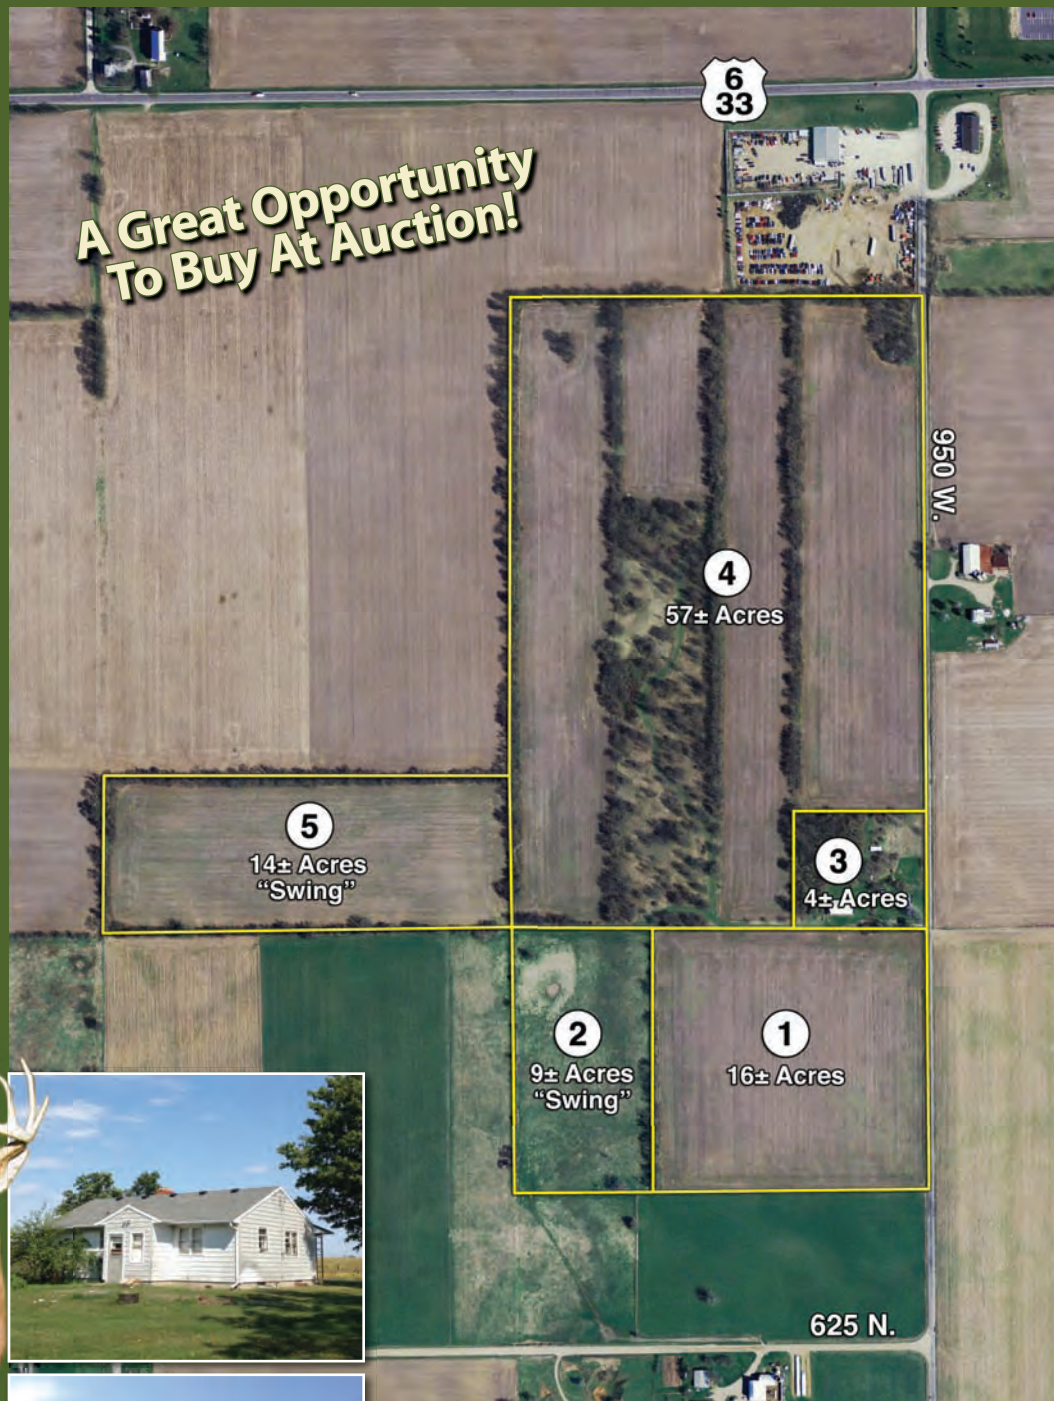 6
33
A Great Opportunity
To Buy At Auction!
950 W.
4
57± Acres
5
14± Acres
“Swing”
3
4± Acres
2
9± Acres
“Swing”
1
16± Acres
625 N.